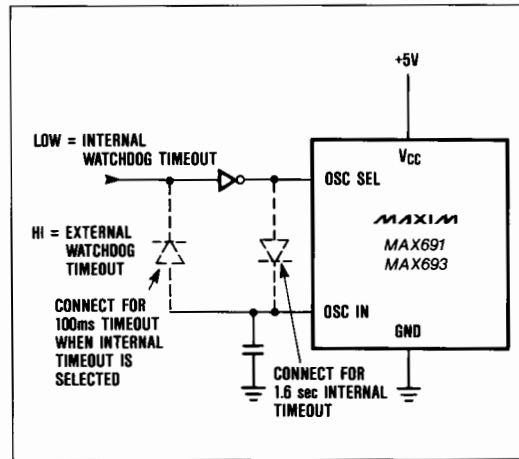 +5V
LOW = INTERNAL
WATCHDOG TIMEOUT
VCC
OSC SEL
MAXIM
MAX691
MAX693
HI = EXTERNAL
WATCHDOG
TIMEOUT
CONNECT FOR
100ms TIMEOUT
WHEN INTERNAL
TIMEOUT IS
SELECTED
OSC IN
GND
CONNECT FOR
1.6 sec INTERNAL
TIMEOUT